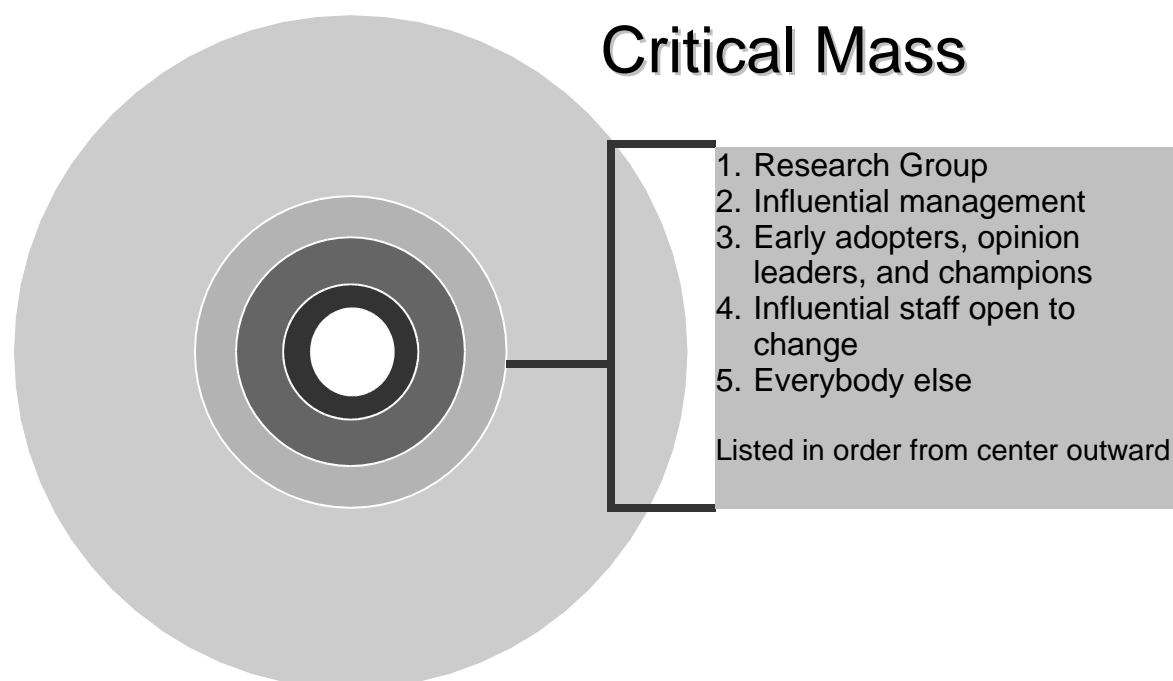 Critical Mass
1. Research Group
2. Influential management
3. Early adopters, opinion
leaders, and champions
4. Influential staff open to
change
5. Everybody else
Listed in order from center outward